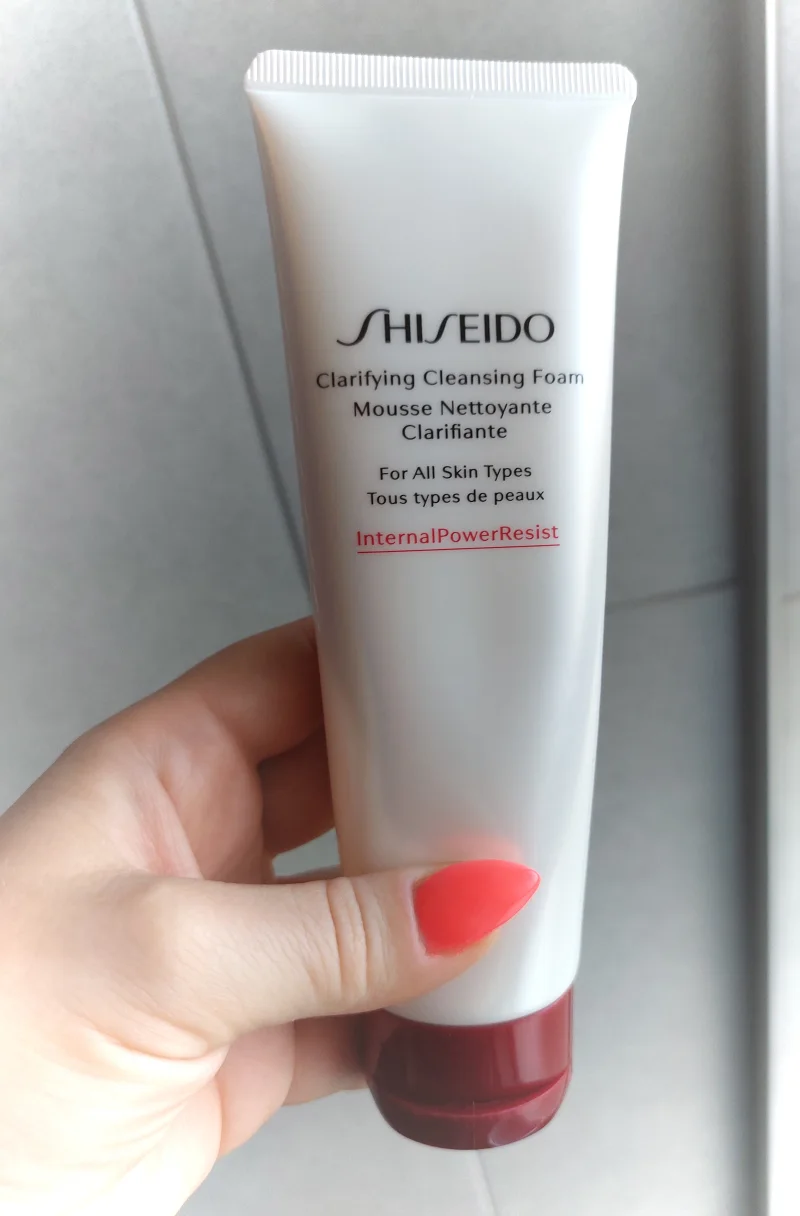 SHISEIDO
Clarifying Cleansing Foam
Mousse Nettoyante
Clarifiante
For All Skin Types
Tous types de peaux
InternalPowerResist